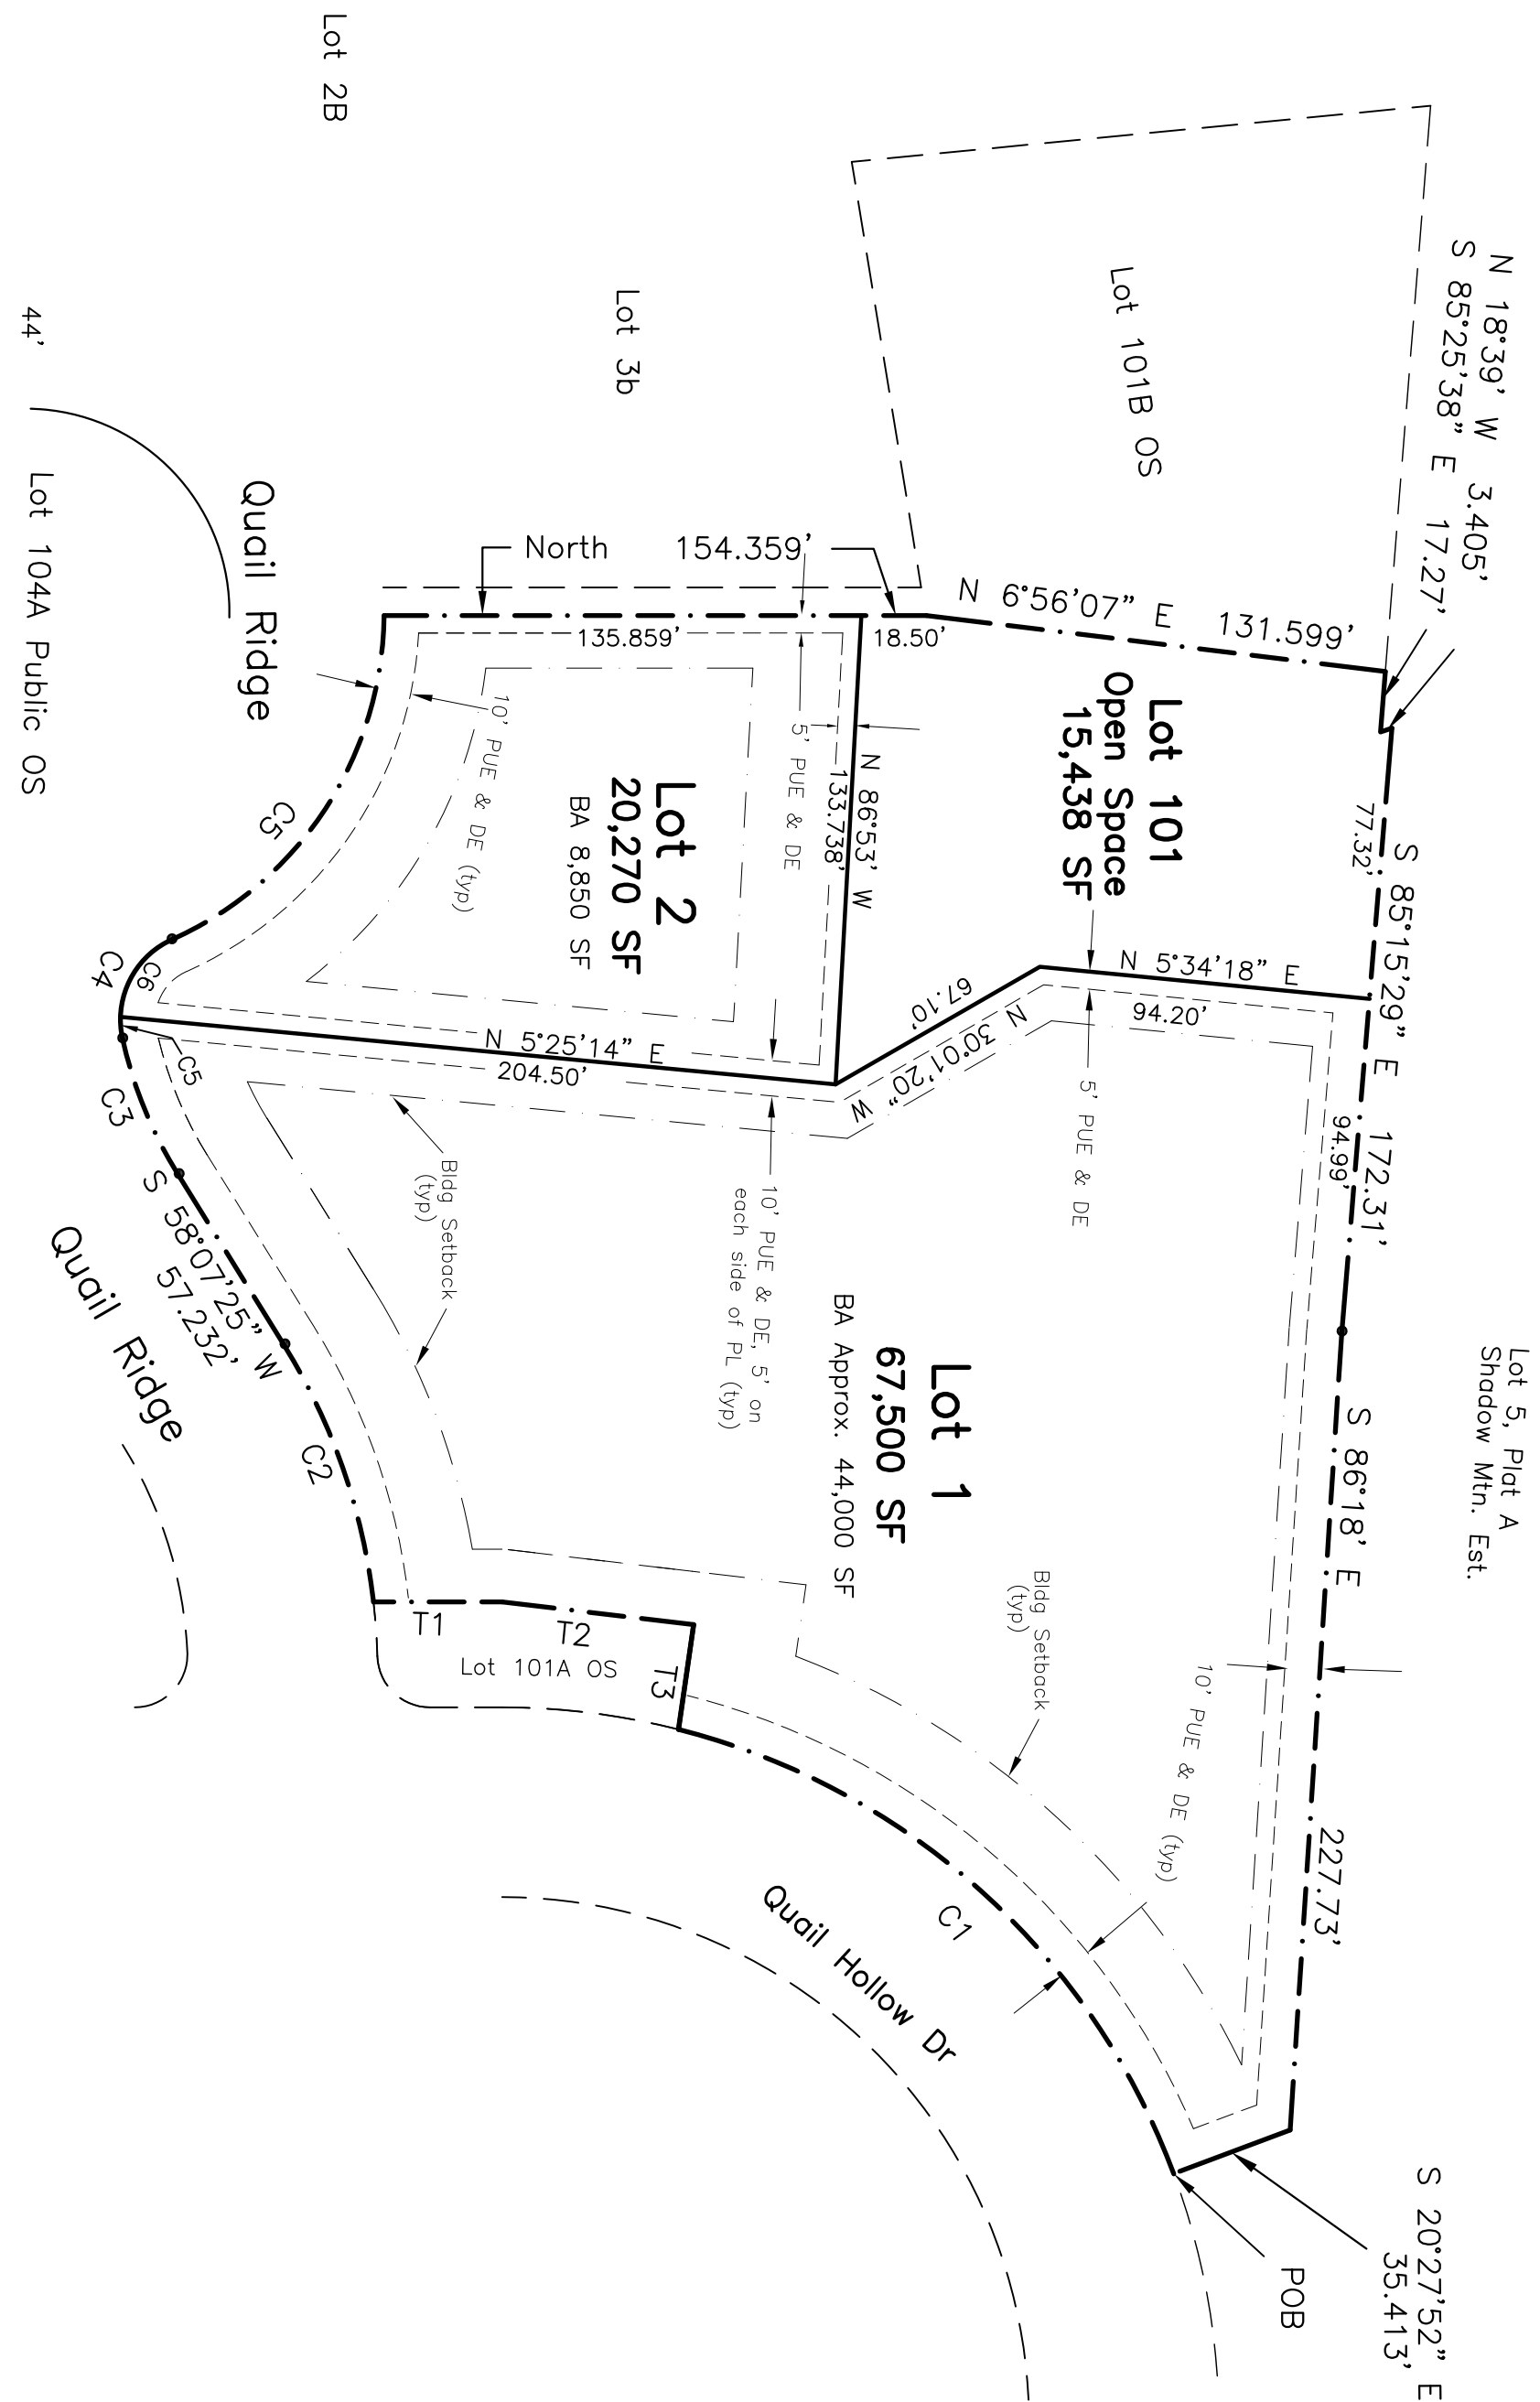 N 18°39' W 3.405'
S 85°25'38" E 17.27'
S 85°15'29" E 172.31'
77.32'
94.99'
Lot 5, Plat A
Shadow Mtn. Est.
S 86°18' E 227.73'
S 20°27'52" E
35.413'
POB
Lot 101B OS
N 6°56'07" E 131.599'
Lot 101
Open Space
15,438 SF
N 5°34'18" E
94.20'
5' PUE & DE
67.10'
N 30°01'20" W
Lot 2B
Lot 3b
North 154.359'
135.859'
18.50'
5' PUE & DE
N 86°53' W
133.738'
Lot 2
20,270 SF
BA 8,850 SF
10' PUE & DE (typ)
N 5°25'14" E
204.50'
10' PUE & DE, 5' on
each side of PL (typ)
Lot 1
67,500 SF
BA Approx. 44,000 SF
Bldg Setback
(typ)
Bldg Setback
(typ)
10' PUE & DE (typ)
44'
Lot 104A Public OS
Quail Ridge
C5
C4
C6
C5
C3
S 58°07'25" W
57.232'
Quail Ridge
C2
T1
T2
T3
Lot 101A OS
C1
Quail Hollow Dr